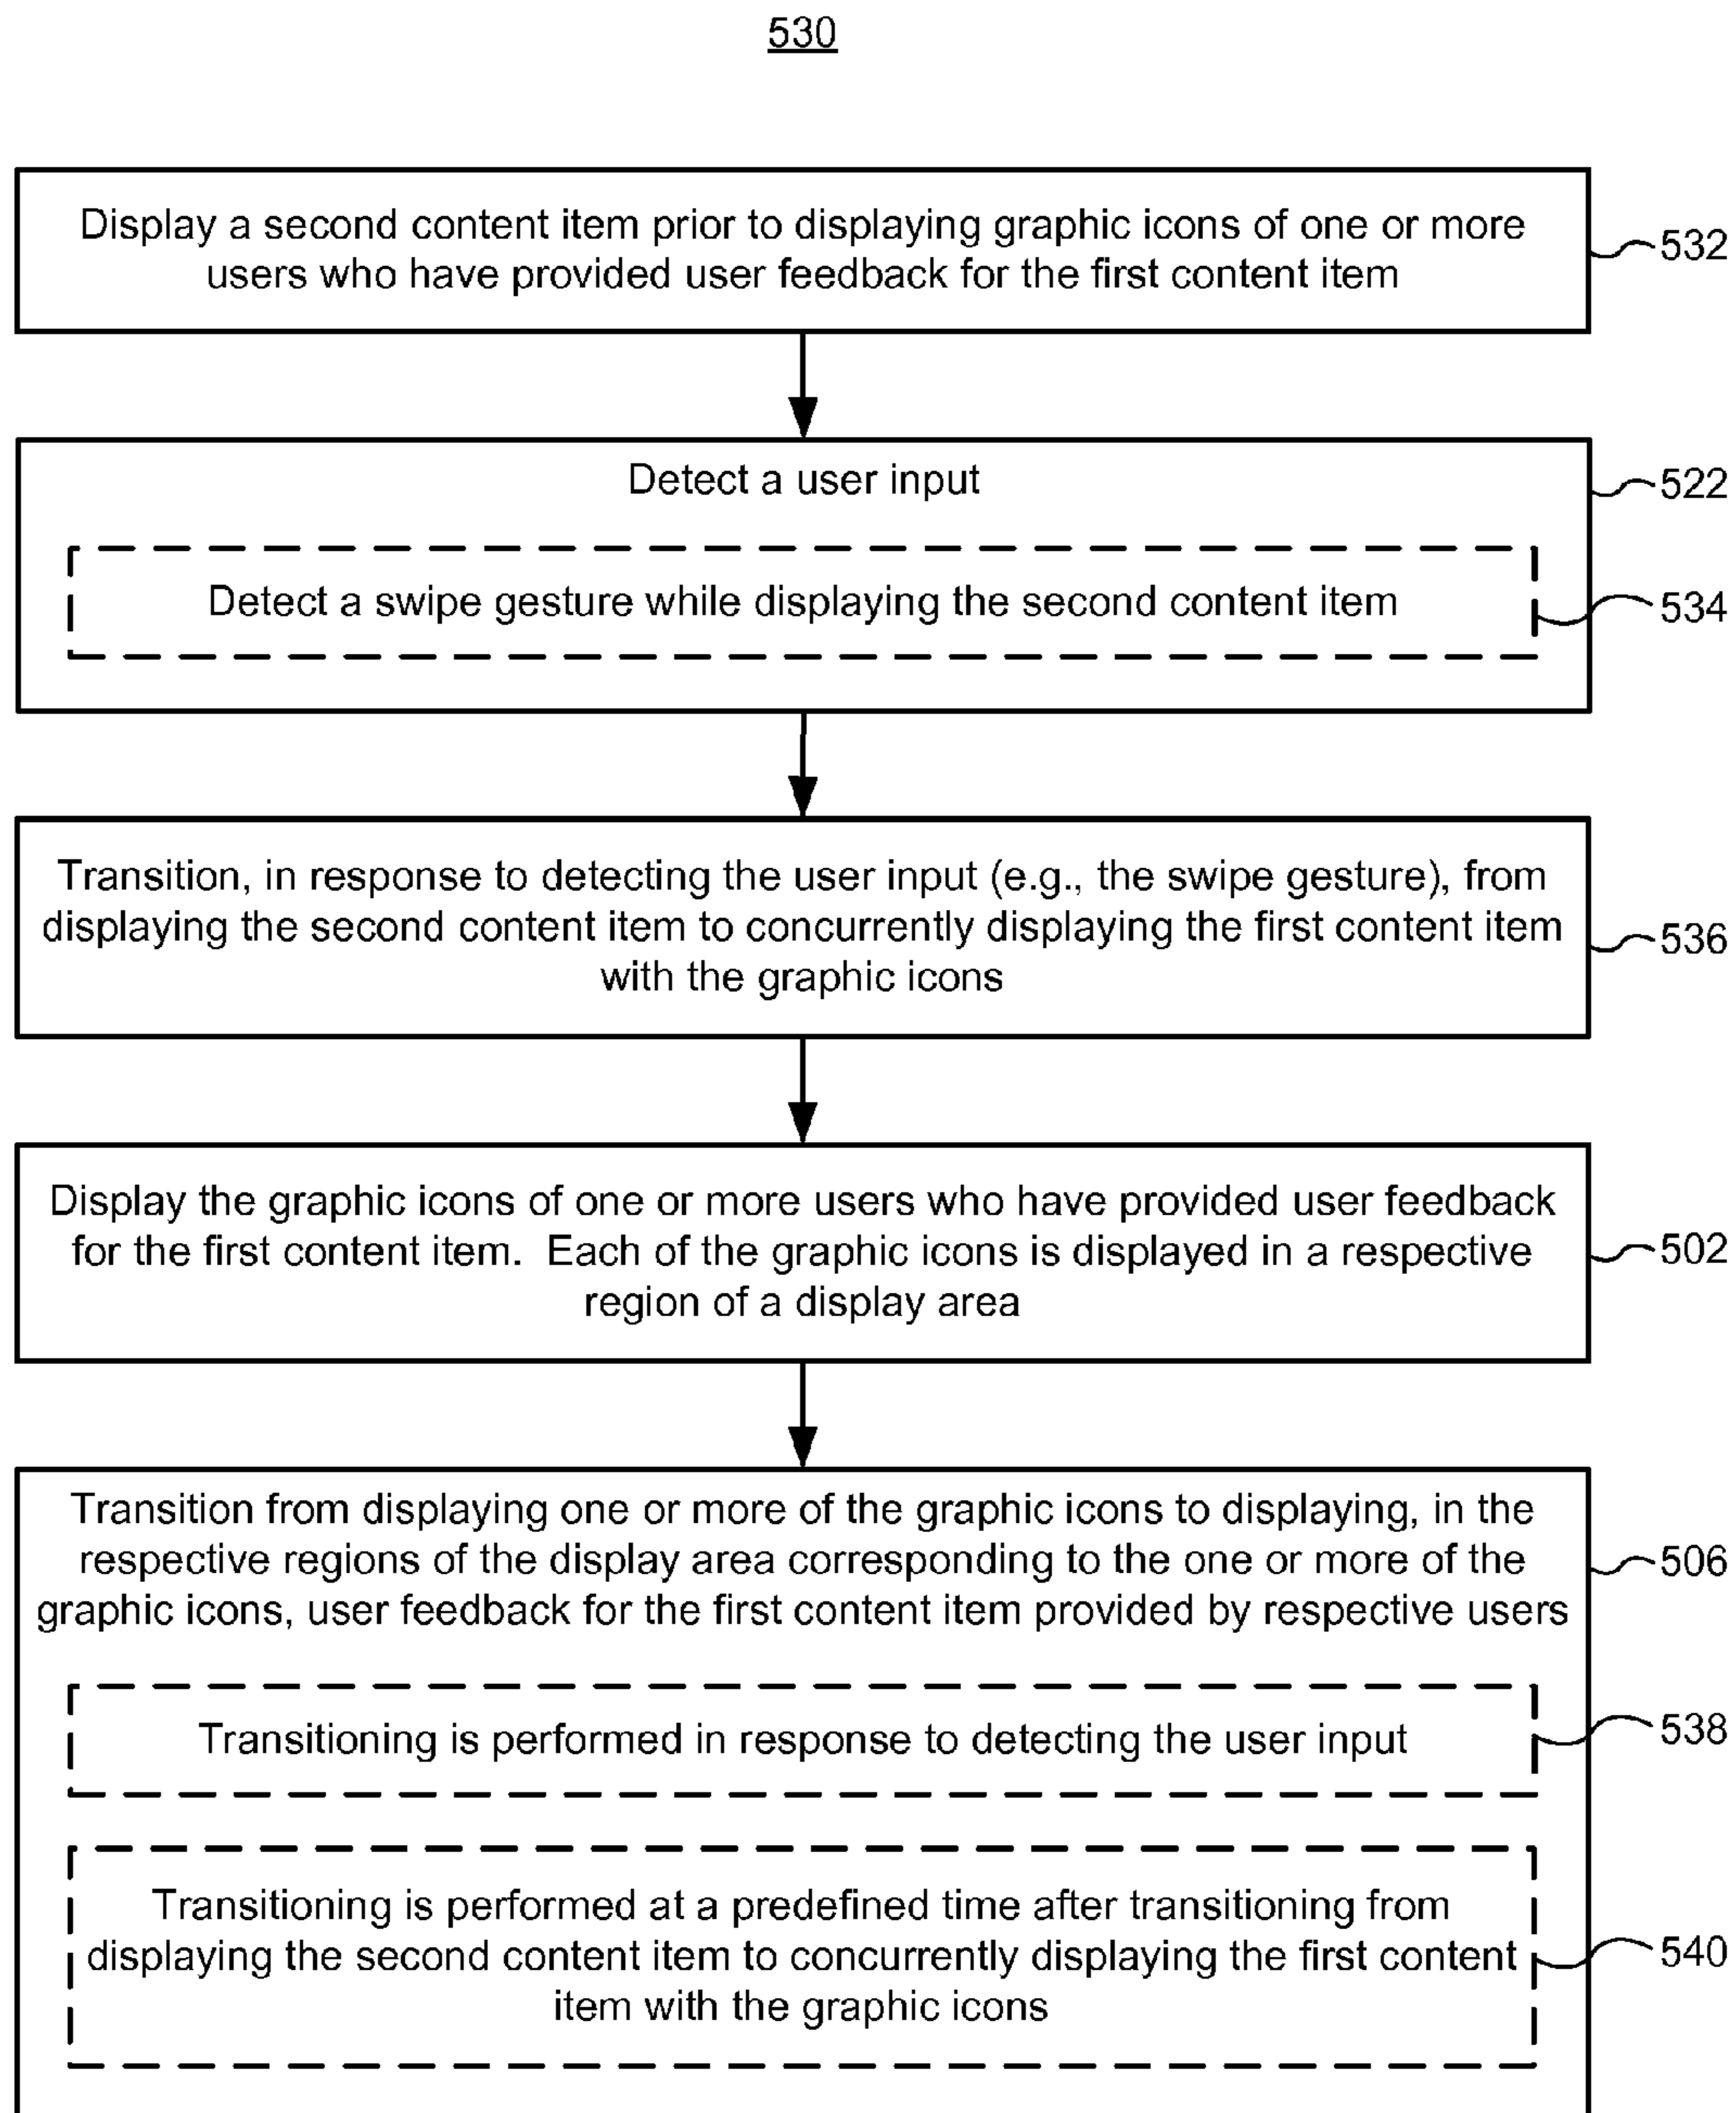 530
Display a second content item prior to displaying graphic icons of one or more
users who have provided user feedback for the first content item
532
Detect a user input
522
Detect a swipe gesture while displaying the second content item
534
Transition, in response to detecting the user input (e.g., the swipe gesture), from
displaying the second content item to concurrently displaying the first content item
with the graphic icons
536
Display the graphic icons of one or more users who have provided user feedback
for the first content item.  Each of the graphic icons is displayed in a respective
region of a display area
502
Transition from displaying one or more of the graphic icons to displaying, in the
respective regions of the display area corresponding to the one or more of the
graphic icons, user feedback for the first content item provided by respective users
506
Transitioning is performed in response to detecting the user input
538
Transitioning is performed at a predefined time after transitioning from
displaying the second content item to concurrently displaying the first content
item with the graphic icons
540